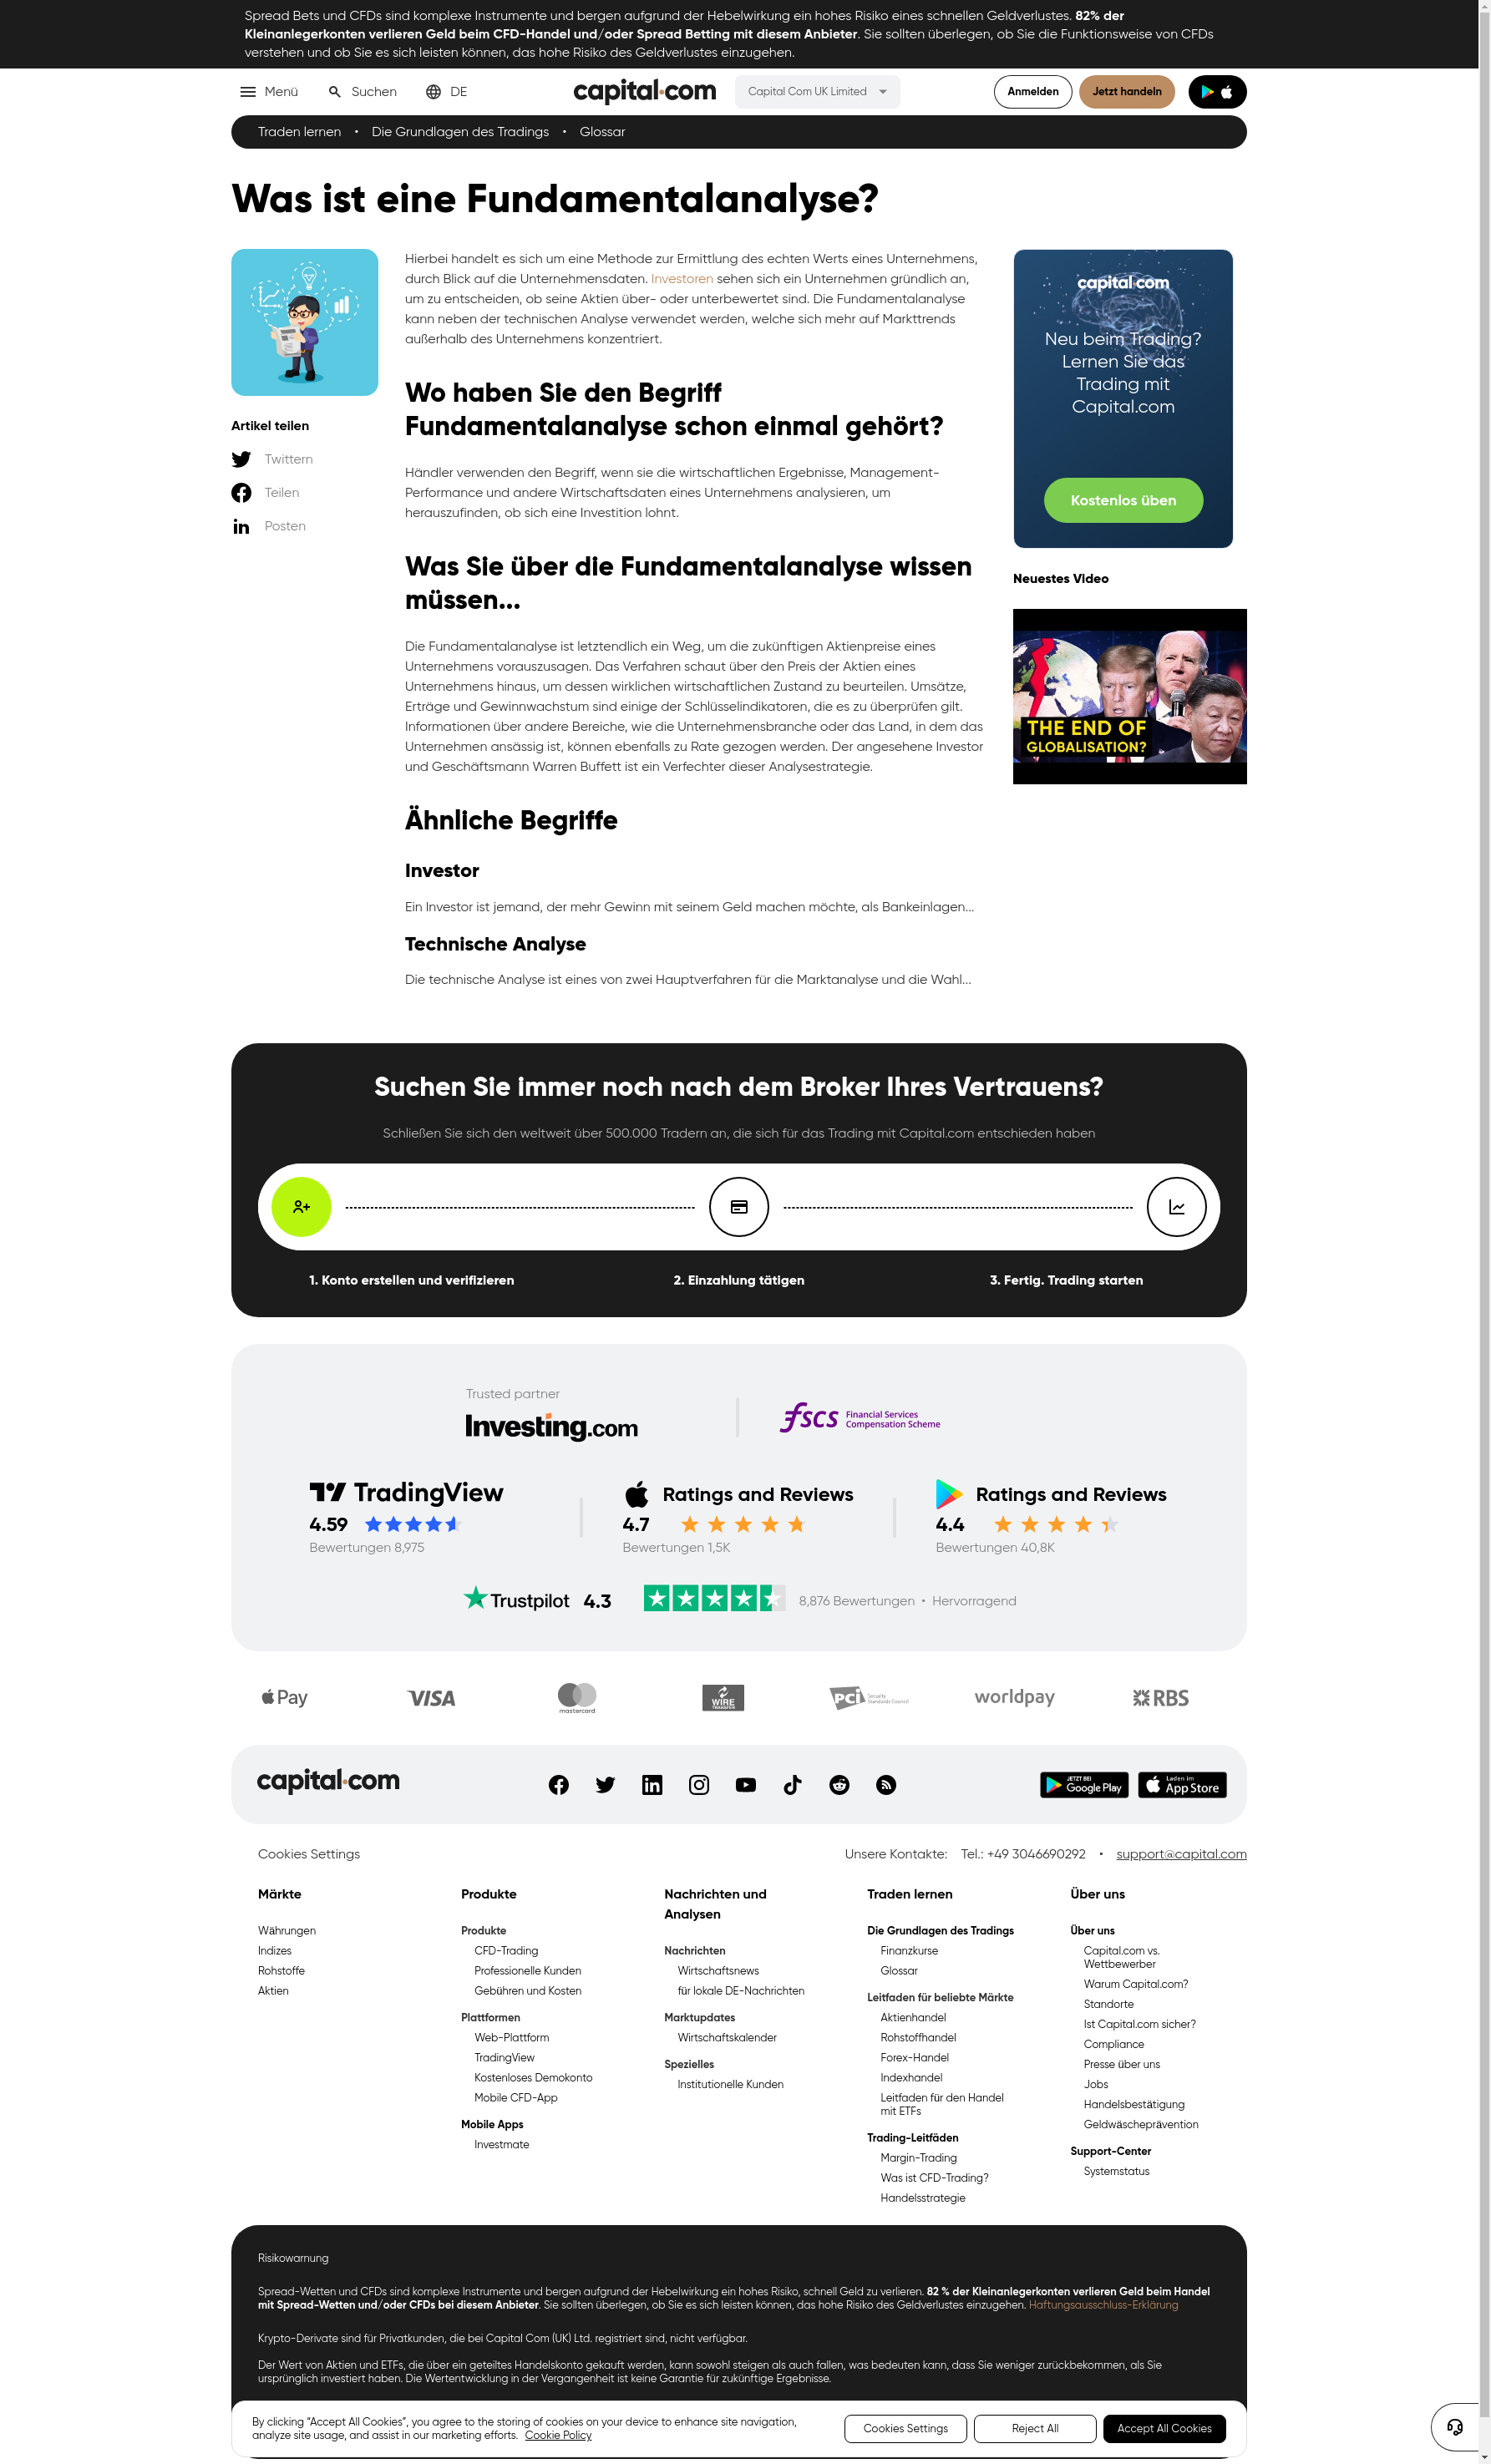 Spread Bets und CFDs sind komplexe Instrumente und bergen aufgrund der Hebelwirkung ein hohes Risiko eines schnellen Geldverlustes. 82% der
Kleinanlegerkonten verlieren Geld beim CFD-Handel und/oder Spread Betting mit diesem Anbieter. Sie sollten überlegen, ob Sie die Funktionsweise von CFDs
verstehen und ob Sie es sich leisten können, das hohe Risiko des Geldverlustes einzugehen.
Menü Suchen DE capital.com Capital Com UK Limited Anmelden Jetzt handeln
Traden lernen • Die Grundlagen des Tradings • Glossar
Was ist eine Fundamentalanalyse?
Artikel teilen
Twittern
Teilen
Posten
Hierbei handelt es sich um eine Methode zur Ermittlung des echten Werts eines Unternehmens,
durch Blick auf die Unternehmensdaten. Investoren sehen sich ein Unternehmen gründlich an,
um zu entscheiden, ob seine Aktien über- oder unterbewertet sind. Die Fundamentalanalyse
kann neben der technischen Analyse verwendet werden, welche sich mehr auf Markttrends
außerhalb des Unternehmens konzentriert.
Wo haben Sie den Begriff
Fundamentalanalyse schon einmal gehört?
Händler verwenden den Begriff, wenn sie die wirtschaftlichen Ergebnisse, Management-
Performance und andere Wirtschaftsdaten eines Unternehmens analysieren, um
herauszufinden, ob sich eine Investition lohnt.
Was Sie über die Fundamentalanalyse wissen
müssen...
Die Fundamentalanalyse ist letztendlich ein Weg, um die zukünftigen Aktienpreise eines
Unternehmens vorauszusagen. Das Verfahren schaut über den Preis der Aktien eines
Unternehmens hinaus, um dessen wirklichen wirtschaftlichen Zustand zu beurteilen. Umsätze,
Erträge und Gewinnwachstum sind einige der Schlüsselindikatoren, die es zu überprüfen gilt.
Informationen über andere Bereiche, wie die Unternehmensbranche oder das Land, in dem das
Unternehmen ansässig ist, können ebenfalls zu Rate gezogen werden. Der angesehene Investor
und Geschäftsmann Warren Buffett ist ein Verfechter dieser Analysestrategie.
Ähnliche Begriffe
Investor
Ein Investor ist jemand, der mehr Gewinn mit seinem Geld machen möchte, als Bankeinlagen...
Technische Analyse
Die technische Analyse ist eines von zwei Hauptverfahren für die Marktanalyse und die Wahl...
capital.com
Neu beim Trading?
Lernen Sie das
Trading mit
Capital.com
Kostenlos üben
Neuestes Video
THE END OF
GLOBALISATION?
Suchen Sie immer noch nach dem Broker Ihres Vertrauens?
Schließen Sie sich den weltweit über 500.000 Tradern an, die sich für das Trading mit Capital.com entschieden haben
1. Konto erstellen und verifizieren 2. Einzahlung tätigen 3. Fertig. Trading starten
Trusted partner
Investing.com
fscs Financial Services
Compensation Scheme
TradingView
4.59
Bewertungen 8,975
Ratings and Reviews
4.7
Bewertungen 1,5K
Ratings and Reviews
4.4
Bewertungen 40,8K
Trustpilot 4.3 8,876 Bewertungen • Hervorragend
Pay VISA mastercard WIRE TRANSFER PCI Security Standards Council worldpay RBS
capital.com JETZT BEI Google Play Laden im App Store
Cookies Settings Unsere Kontakte: Tel.: +49 3046690292 • support@capital.com
Märkte
Währungen
Indizes
Rohstoffe
Aktien
Produkte
Produkte
CFD-Trading
Professionelle Kunden
Gebühren und Kosten
Plattformen
Web-Plattform
TradingView
Kostenloses Demokonto
Mobile CFD-App
Mobile Apps
Investmate
Nachrichten und
Analysen
Nachrichten
Wirtschaftsnews
für lokale DE-Nachrichten
Marktupdates
Wirtschaftskalender
Spezielles
Institutionelle Kunden
Traden lernen
Die Grundlagen des Tradings
Finanzkurse
Glossar
Leitfaden für beliebte Märkte
Aktienhandel
Rohstoffhandel
Forex-Handel
Indexhandel
Leitfaden für den Handel
mit ETFs
Trading-Leitfäden
Margin-Trading
Was ist CFD-Trading?
Handelsstrategie
Über uns
Über uns
Capital.com vs.
Wettbewerber
Warum Capital.com?
Standorte
Ist Capital.com sicher?
Compliance
Presse über uns
Jobs
Handelsbestätigung
Geldwäscheprävention
Support-Center
Systemstatus
Risikowarnung
Spread-Wetten und CFDs sind komplexe Instrumente und bergen aufgrund der Hebelwirkung ein hohes Risiko, schnell Geld zu verlieren. 82 % der Kleinanlegerkonten verlieren Geld beim Handel
mit Spread-Wetten und/oder CFDs bei diesem Anbieter. Sie sollten überlegen, ob Sie es sich leisten können, das hohe Risiko des Geldverlustes einzugehen. Haftungsausschluss-Erklärung
Krypto-Derivate sind für Privatkunden, die bei Capital Com (UK) Ltd. registriert sind, nicht verfügbar.
Der Wert von Aktien und ETFs, die über ein geteiltes Handelskonto gekauft werden, kann sowohl steigen als auch fallen, was bedeuten kann, dass Sie weniger zurückbekommen, als Sie
ursprünglich investiert haben. Die Wertentwicklung in der Vergangenheit ist keine Garantie für zukünftige Ergebnisse.
By clicking “Accept All Cookies”, you agree to the storing of cookies on your device to enhance site navigation,
analyze site usage, and assist in our marketing efforts. Cookie Policy
Cookies Settings Reject All Accept All Cookies